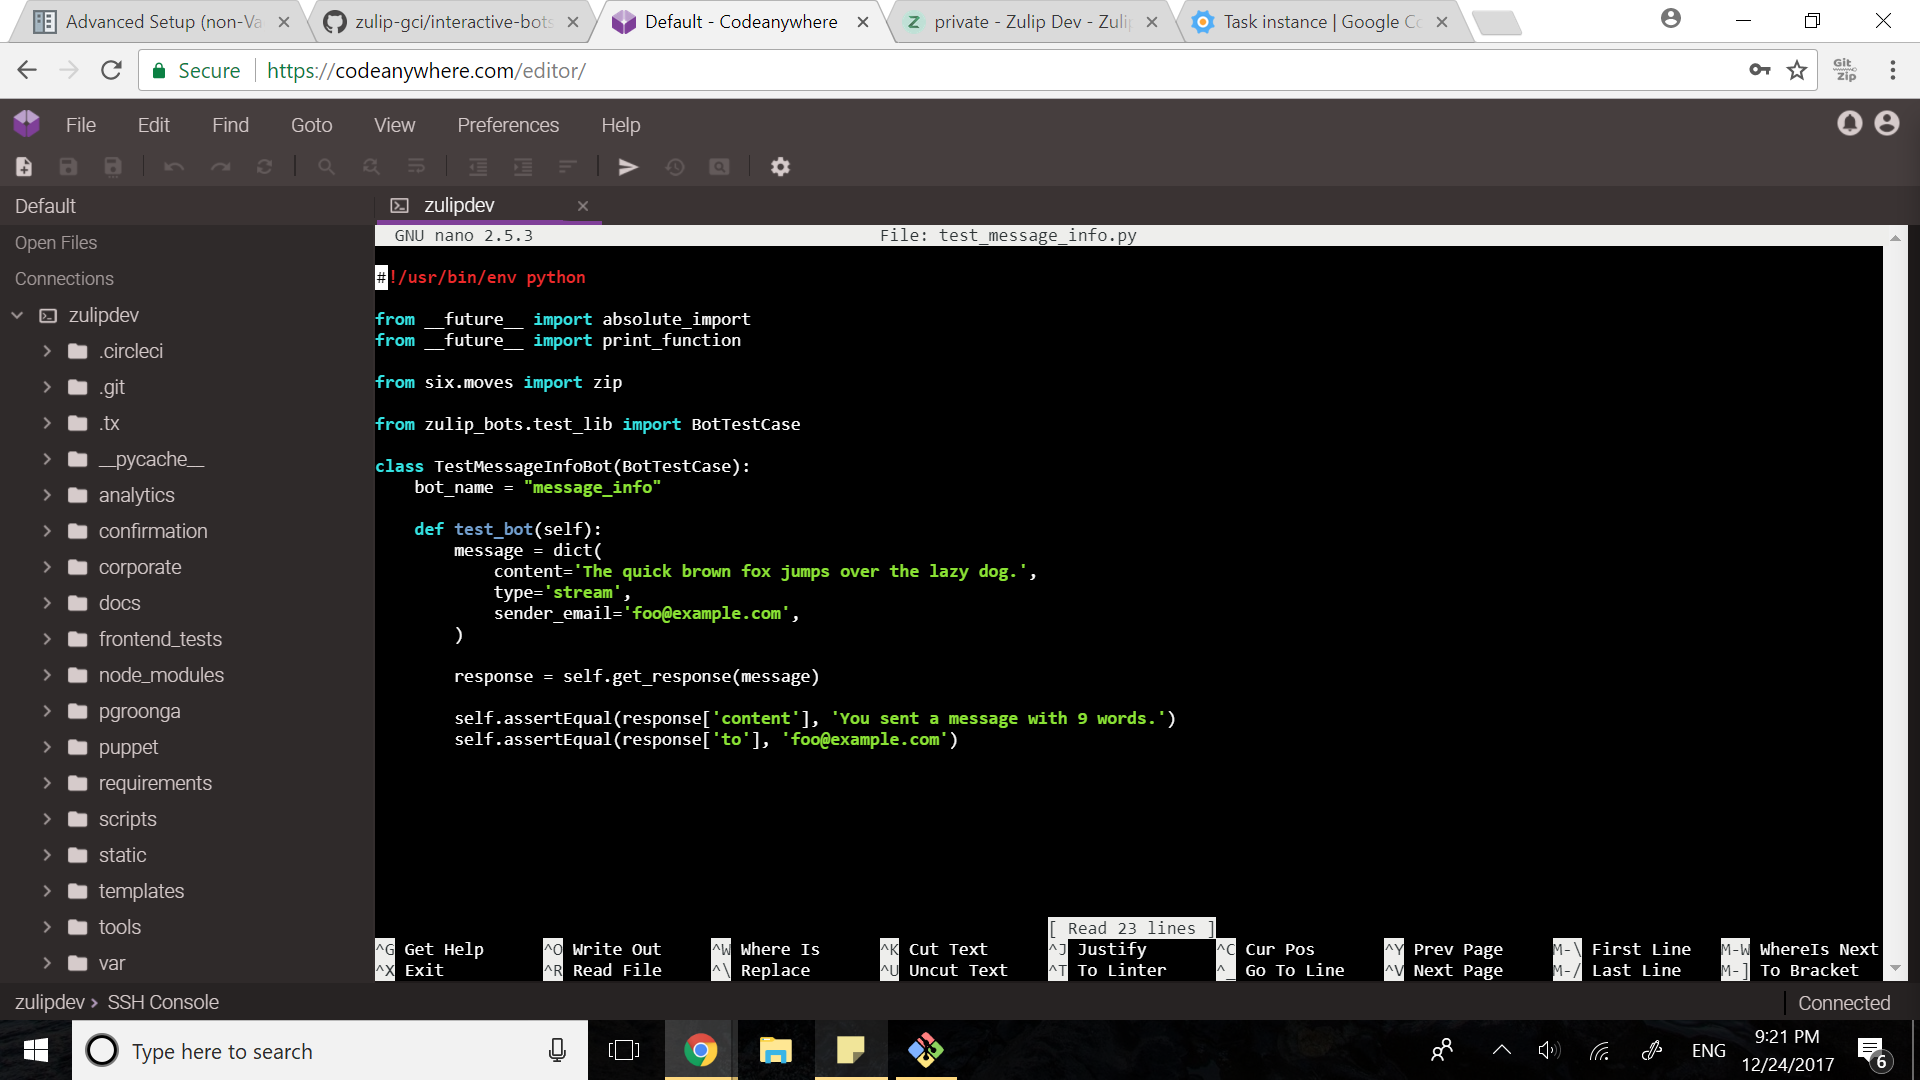 Advanced Setup (non-Va
zulip-gci/interactive-bots
Default - Codeanywhere
private - Zulip Dev - Zulip
Task instance | Google Co
Secure
https://codeanywhere.com/editor/
Git
Zip
File Edit Find Goto View Preferences Help
Default
zulipdev
Open Files
Connections
zulipdev
.circleci
.git
.tx
__pycache__
analytics
confirmation
corporate
docs
frontend_tests
node_modules
pgroonga
puppet
requirements
scripts
static
templates
tools
var
GNU nano 2.5.3 File: test_message_info.py
#!/usr/bin/env python
from __future__ import absolute_import
from __future__ import print_function
from six.moves import zip
from zulip_bots.test_lib import BotTestCase
class TestMessageInfoBot(BotTestCase):
bot_name = "message_info"
def test_bot(self):
message = dict(
content='The quick brown fox jumps over the lazy dog.',
type='stream',
sender_email='foo@example.com',
)
response = self.get_response(message)
self.assertEqual(response['content'], 'You sent a message with 9 words.')
self.assertEqual(response['to'], 'foo@example.com')
[ Read 23 lines ]
^G Get Help ^O Write Out ^W Where Is ^K Cut Text ^J Justify ^C Cur Pos ^Y Prev Page M-\ First Line M-W WhereIs Next
^X Exit ^R Read File ^\ Replace ^U Uncut Text ^T To Linter ^_ Go To Line ^V Next Page M-/ Last Line M-] To Bracket
zulipdev > SSH Console
Connected
Type here to search
ENG
9:21 PM
12/24/2017
6